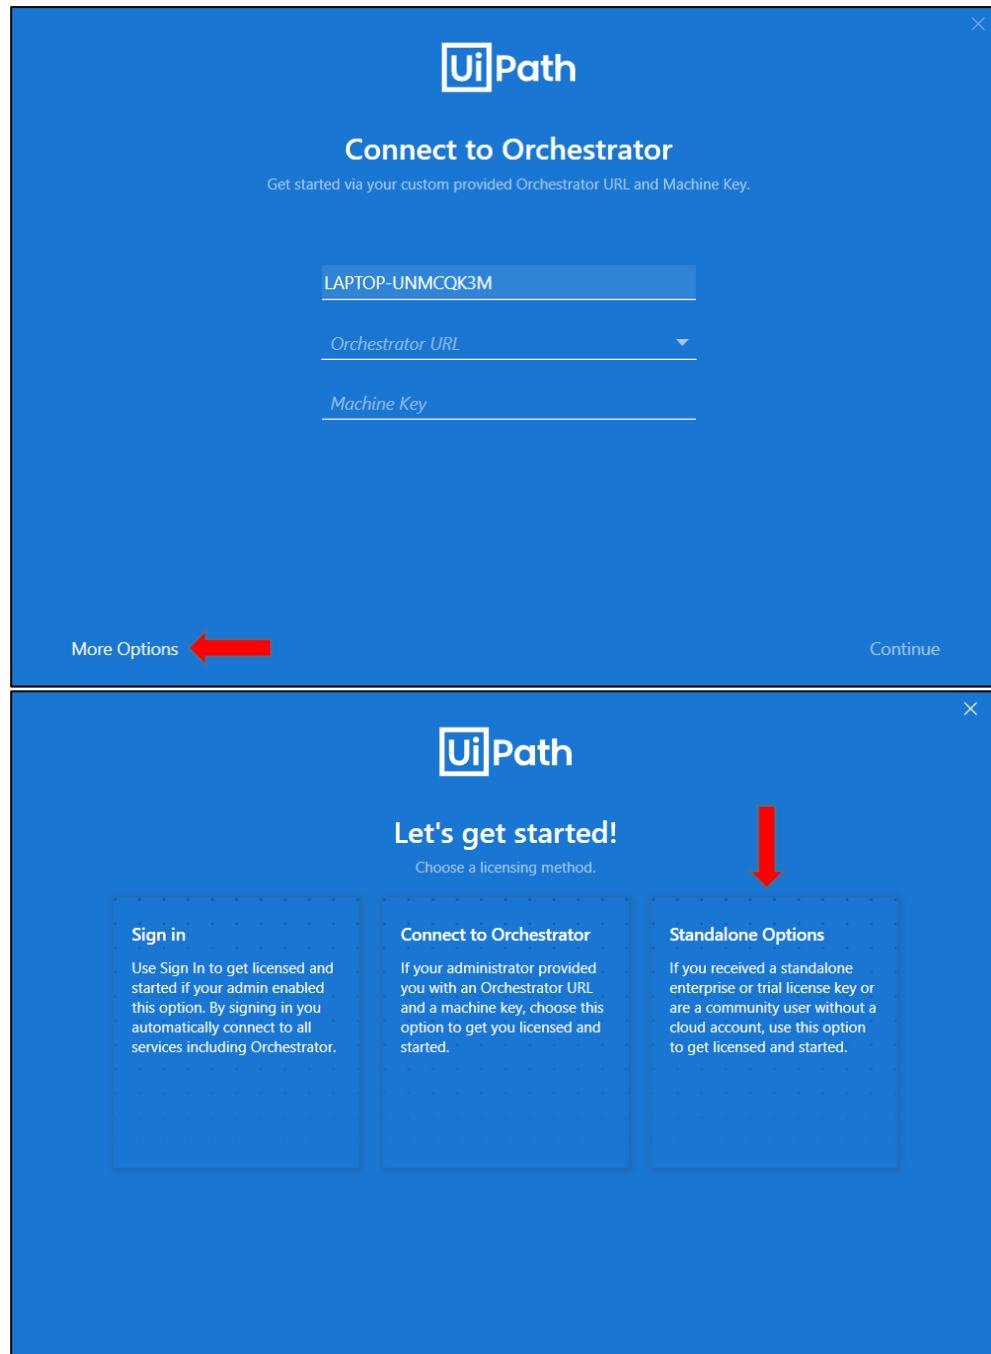 UiPath
Connect to Orchestrator
Get started via your custom provided Orchestrator URL and Machine Key.
LAPTOP-UNMCQK3M
Orchestrator URL
Machine Key
More Options
Continue
UiPath
Let's get started!
Choose a licensing method.
Sign in
Use Sign In to get licensed and
started if your admin enabled
this option. By signing in you
automatically connect to all
services including Orchestrator.
Connect to Orchestrator
If your administrator provided
you with an Orchestrator URL
and a machine key, choose this
option to get you licensed and
started.
Standalone Options
If you received a standalone
enterprise or trial license key or
are a community user without a
cloud account, use this option
to get licensed and started.